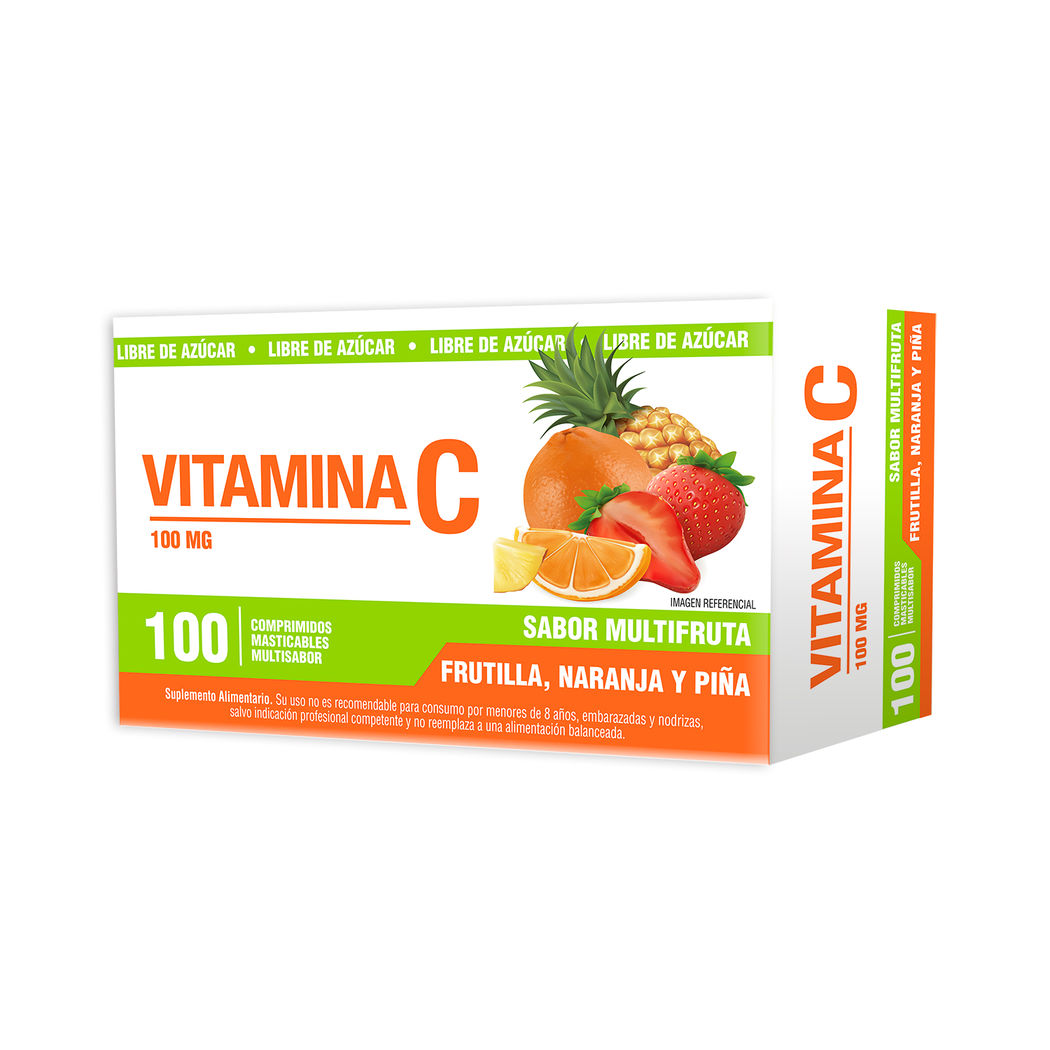 LIBRE DE AZÚCAR • LIBRE DE AZÚCAR • LIBRE DE AZÚCAR • LIBRE DE AZÚCAR
VITAMINA C
100 MG
IMAGEN REFERENCIAL
100
COMPRIMIDOS
MASTICABLES
MULTISABOR
SABOR MULTIFRUTA
FRUTILLA, NARANJA Y PIÑA
Suplemento Alimentario. Su uso no es recomendable para consumo por menores de 8 años, embarazadas y nodrizas,
salvo indicación profesional competente y no reemplaza a una alimentación balanceada.
VITAMINA C
100 MG
100
COMPRIMIDOS
MASTICABLES
MULTISABOR
SABOR MULTIFRUTA
FRUTILLA, NARANJA Y PIÑA